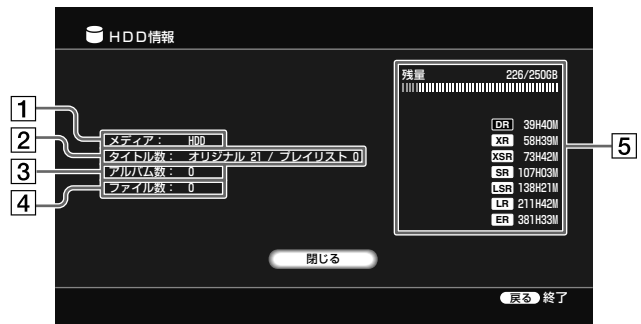 HDD情報
1
2
3
4
5
メディア： HDD
タイトル数： オリジナル 21 / プレイリスト 0
アルバム数： 0
ファイル数： 0
残量 226/250GB
DR 39H40M
XR 58H39M
XSR 73H42M
SR 107H03M
LSR 138H21M
LR 211H42M
ER 381H33M
閉じる
戻る 終了